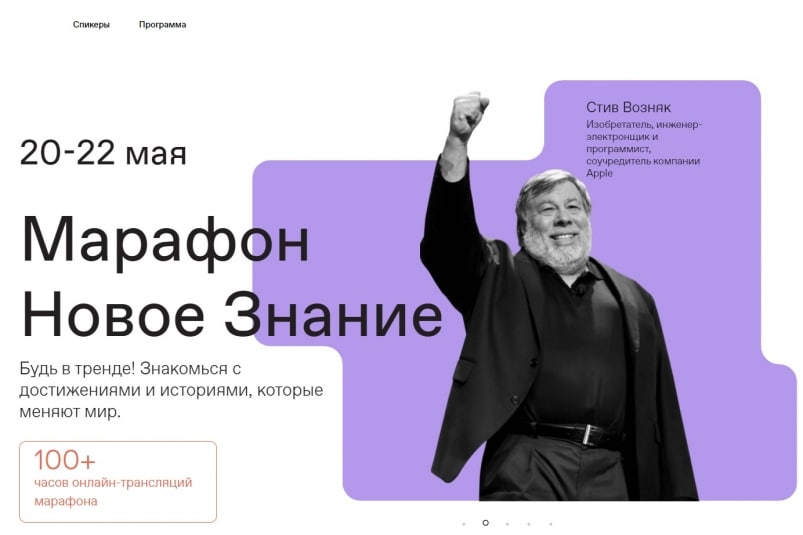 Спикеры
Программа
Стив Возняк
Изобретатель, инженер-
электронщик и
программист,
соучредитель компании
Apple
20-22 мая
Марафон
Новое Знание
Будь в тренде! Знакомься с
достижениями и историями, которые
меняют мир.
100+
часов онлайн-трансляций
марафона